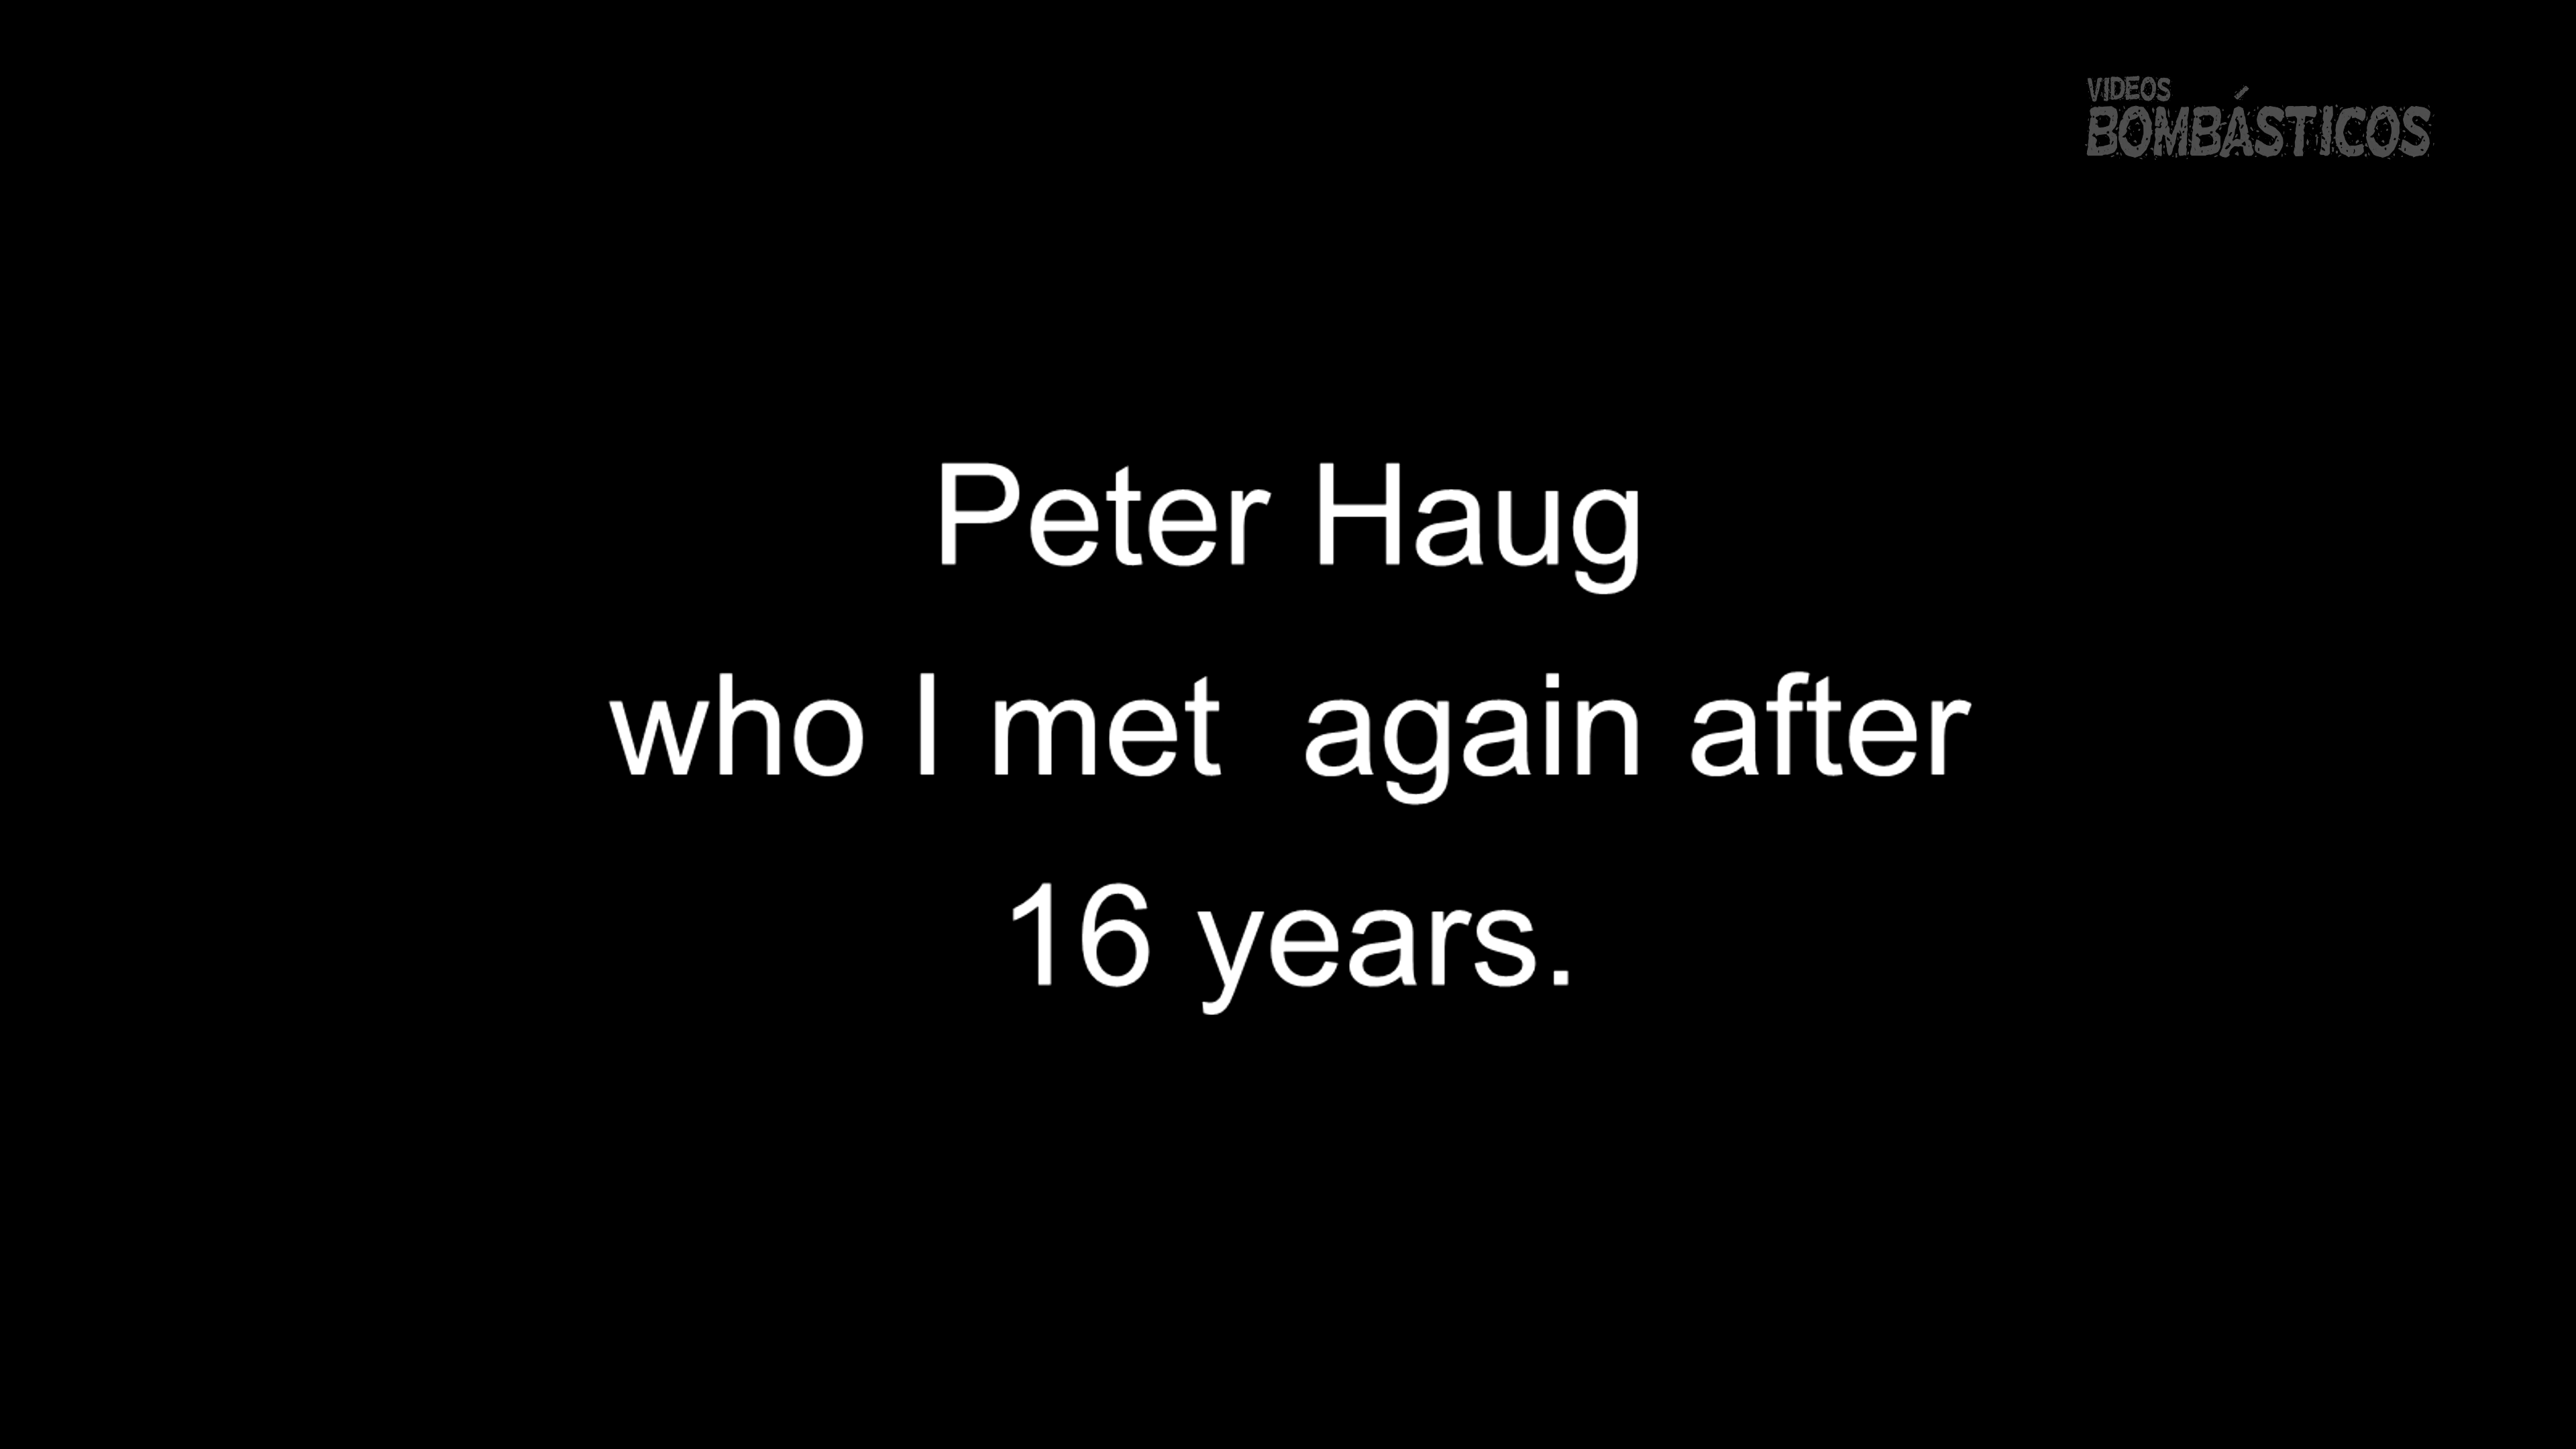 VIDEOS
BOMBÁSTICOS
Peter Haug
who I met  again after
16 years.